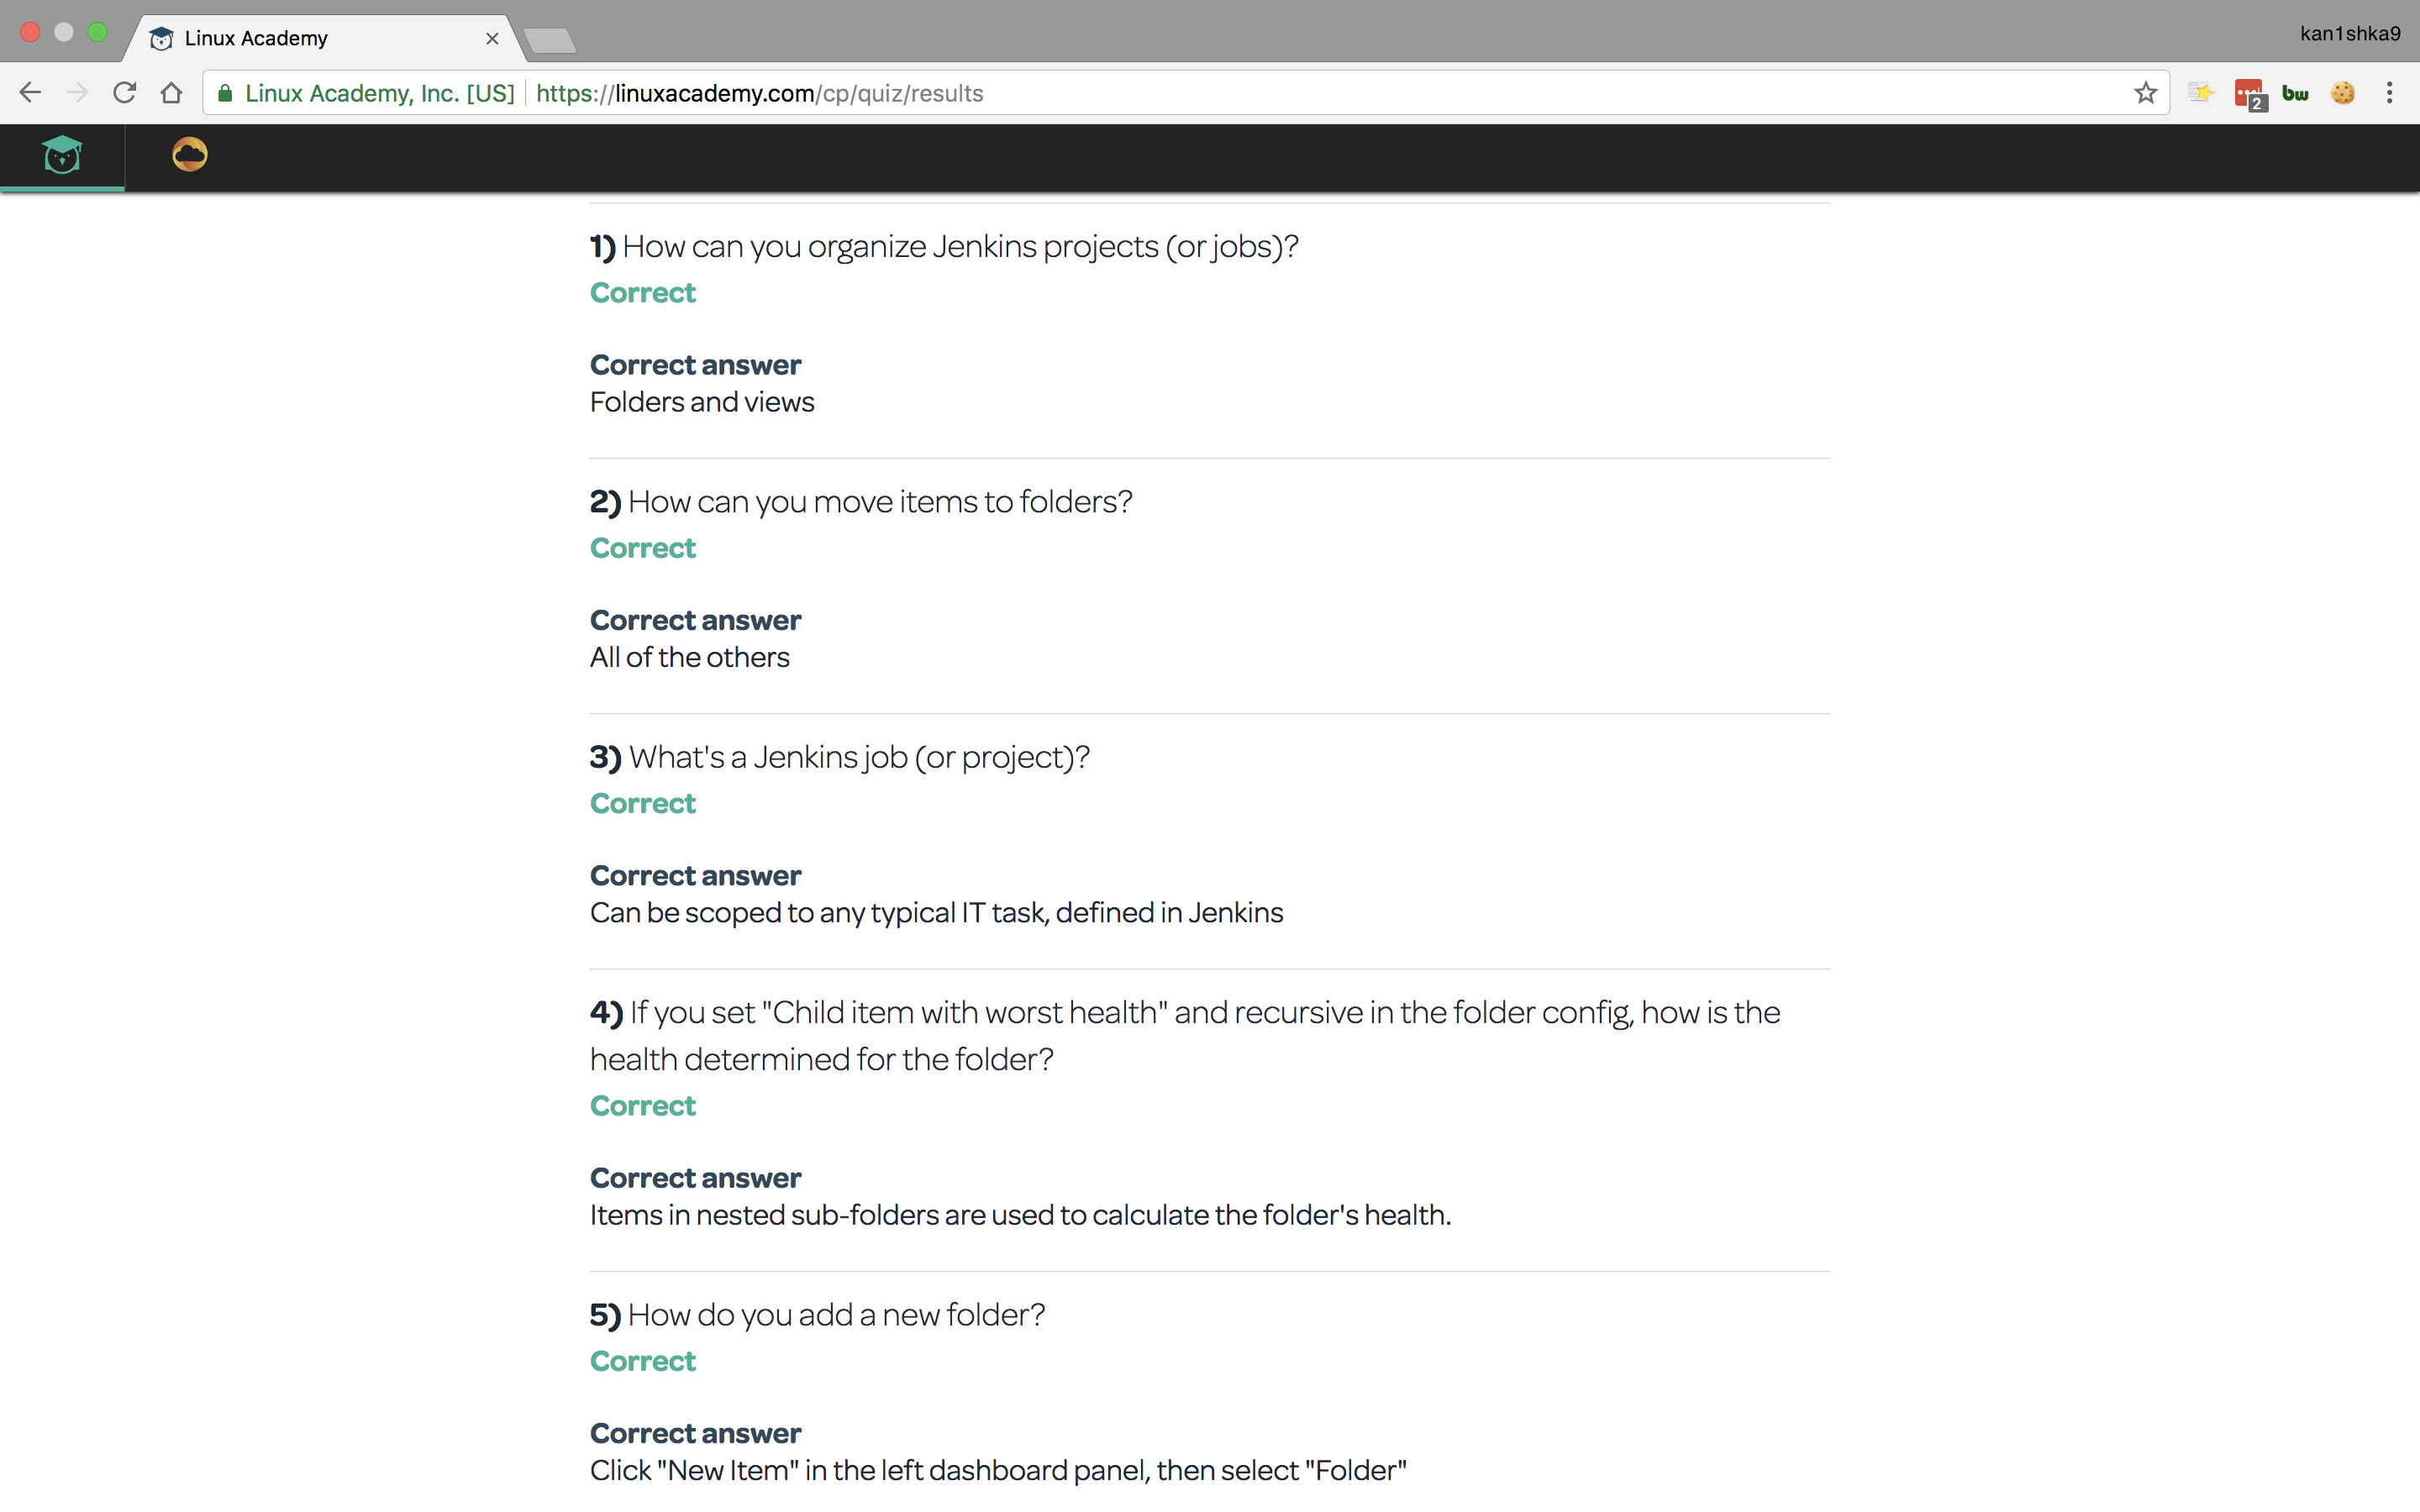 Linux Academy
kan1shka9
Linux Academy, Inc. [US] https://linuxacademy.com/cp/quiz/results
2
bw
1) How can you organize Jenkins projects (or jobs)?
Correct
Correct answer
Folders and views
2) How can you move items to folders?
Correct
Correct answer
All of the others
3) What's a Jenkins job (or project)?
Correct
Correct answer
Can be scoped to any typical IT task, defined in Jenkins
4) If you set "Child item with worst health" and recursive in the folder config, how is the
health determined for the folder?
Correct
Correct answer
Items in nested sub-folders are used to calculate the folder's health.
5) How do you add a new folder?
Correct
Correct answer
Click "New Item" in the left dashboard panel, then select "Folder"